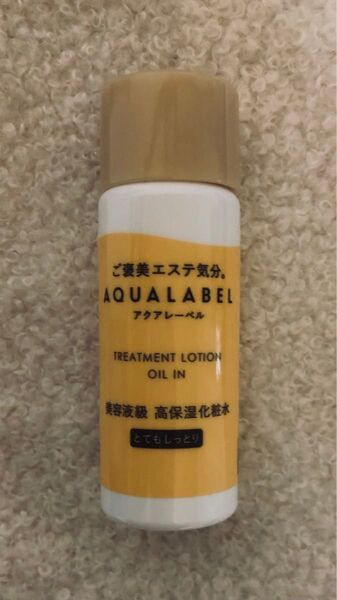 ご褒美エステ気分。
AQUALABEL
アクアレーベル
TREATMENT LOTION
OIL IN
美容液級 高保湿化粧水
とてもしっとり